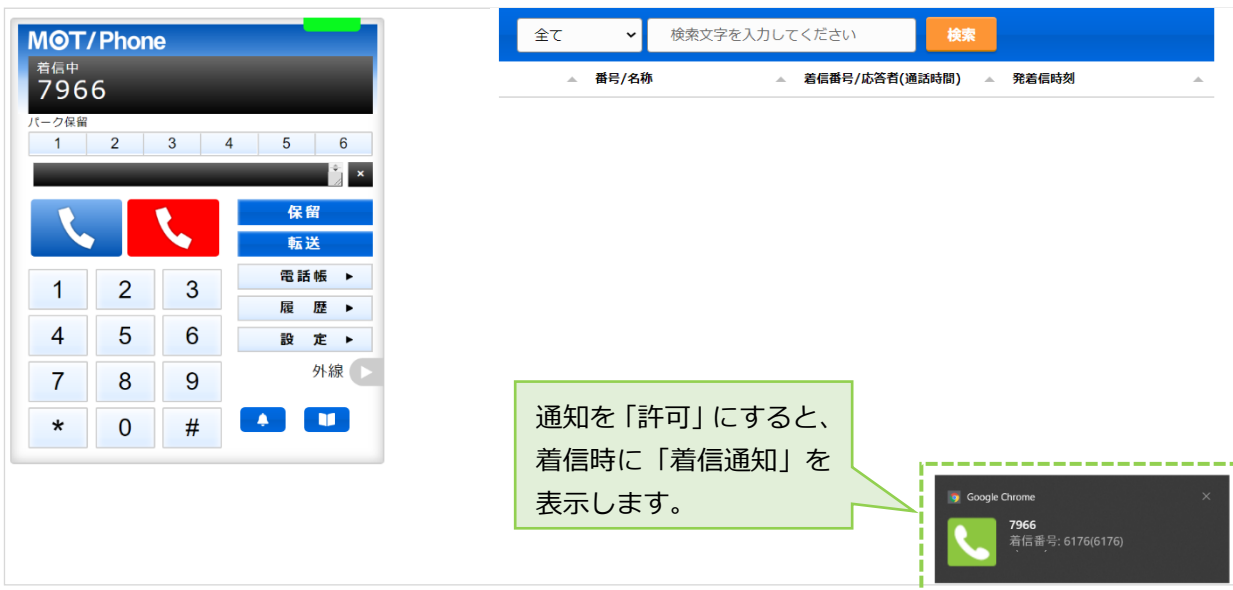 MOT/Phone
着信中
7966
パーク保留
1 2 3 4 5 6
×
保留
転送
電話帳 ▶
履 歴 ▶
設 定 ▶
外線
1 2 3
4 5 6
7 8 9
* 0 #
全て
検索文字を入力してください
検索
番号/名称
着信番号/応答者(通話時間)
発着信時刻
通知を「許可」にすると、
着信時に「着信通知」を
表示します。
Google Chrome
7966
着信番号: 6176(6176)